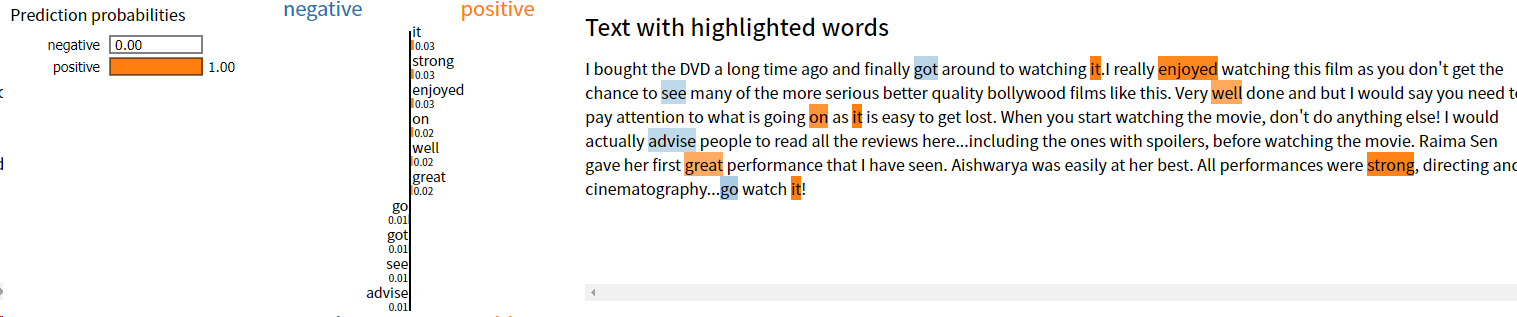 Prediction probabilities
negative 0.00
positive 1.00
negative positive
it
0.03
strong
0.03
enjoyed
0.03
on
0.02
well
0.02
great
0.02
go
0.01
got
0.01
see
0.01
advise
0.01
Text with highlighted words
I bought the DVD a long time ago and finally got around to watching it.I really enjoyed watching this film as you don't get the
chance to see many of the more serious better quality bollywood films like this. Very well done and but I would say you need
pay attention to what is going on as it is easy to get lost. When you start watching the movie, don't do anything else! I would
actually advise people to read all the reviews here...including the ones with spoilers, before watching the movie. Raima Sen
gave her first great performance that I have seen. Aishwarya was easily at her best. All performances were strong, directing
cinematography...go watch it!